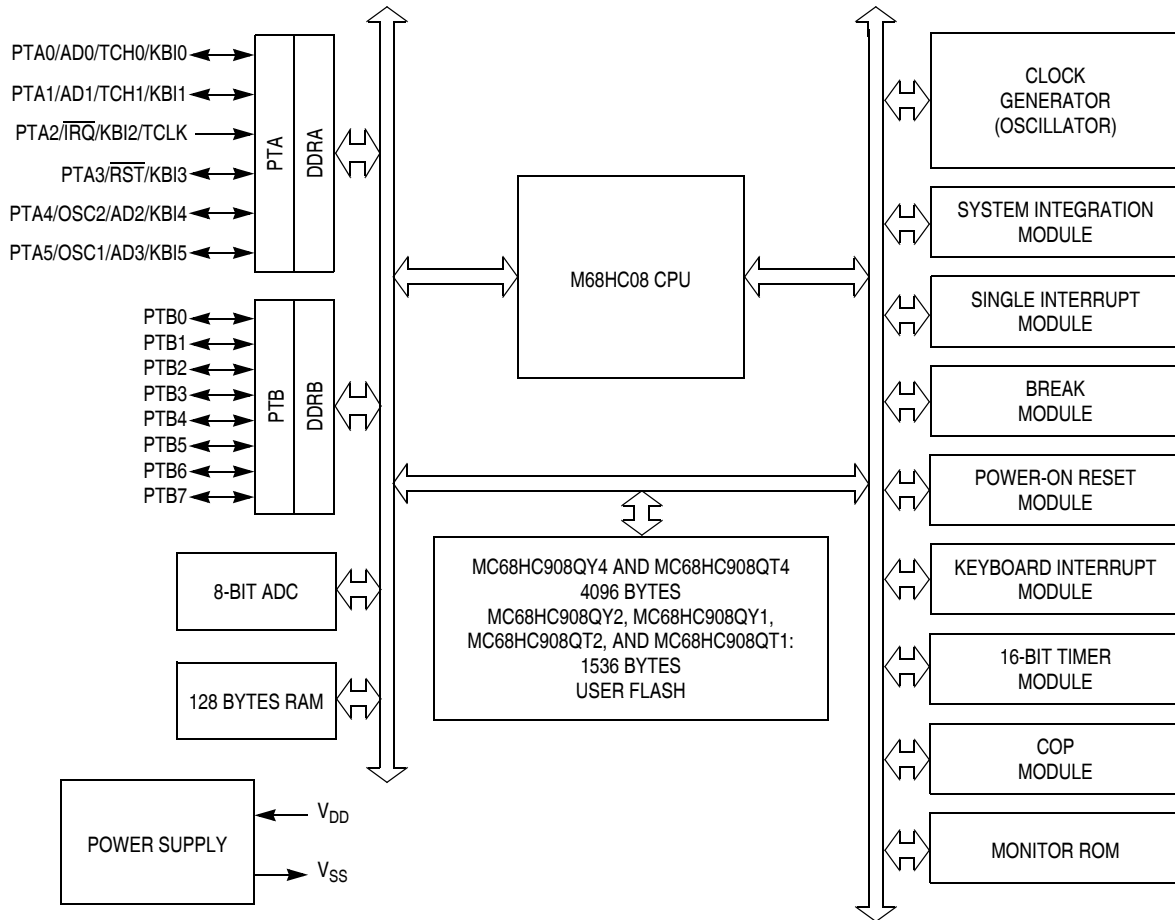 PTA0/AD0/TCH0/KBI0
PTA1/AD1/TCH1/KBI1
PTA2/IRQ/KBI2/TCLK
PTA3/RST/KBI3
PTA4/OSC2/AD2/KBI4
PTA5/OSC1/AD3/KBI5
PTA
DDRA
PTB0
PTB1
PTB2
PTB3
PTB4
PTB5
PTB6
PTB7
PTB
DDRB
8-BIT ADC
128 BYTES RAM
POWER SUPPLY
VDD
VSS
M68HC08 CPU
MC68HC908QY4 AND MC68HC908QT4
4096 BYTES
MC68HC908QY2, MC68HC908QY1,
MC68HC908QT2, AND MC68HC908QT1:
1536 BYTES
USER FLASH
CLOCK
GENERATOR
(OSCILLATOR)
SYSTEM INTEGRATION
MODULE
SINGLE INTERRUPT
MODULE
BREAK
MODULE
POWER-ON RESET
MODULE
KEYBOARD INTERRUPT
MODULE
16-BIT TIMER
MODULE
COP
MODULE
MONITOR ROM